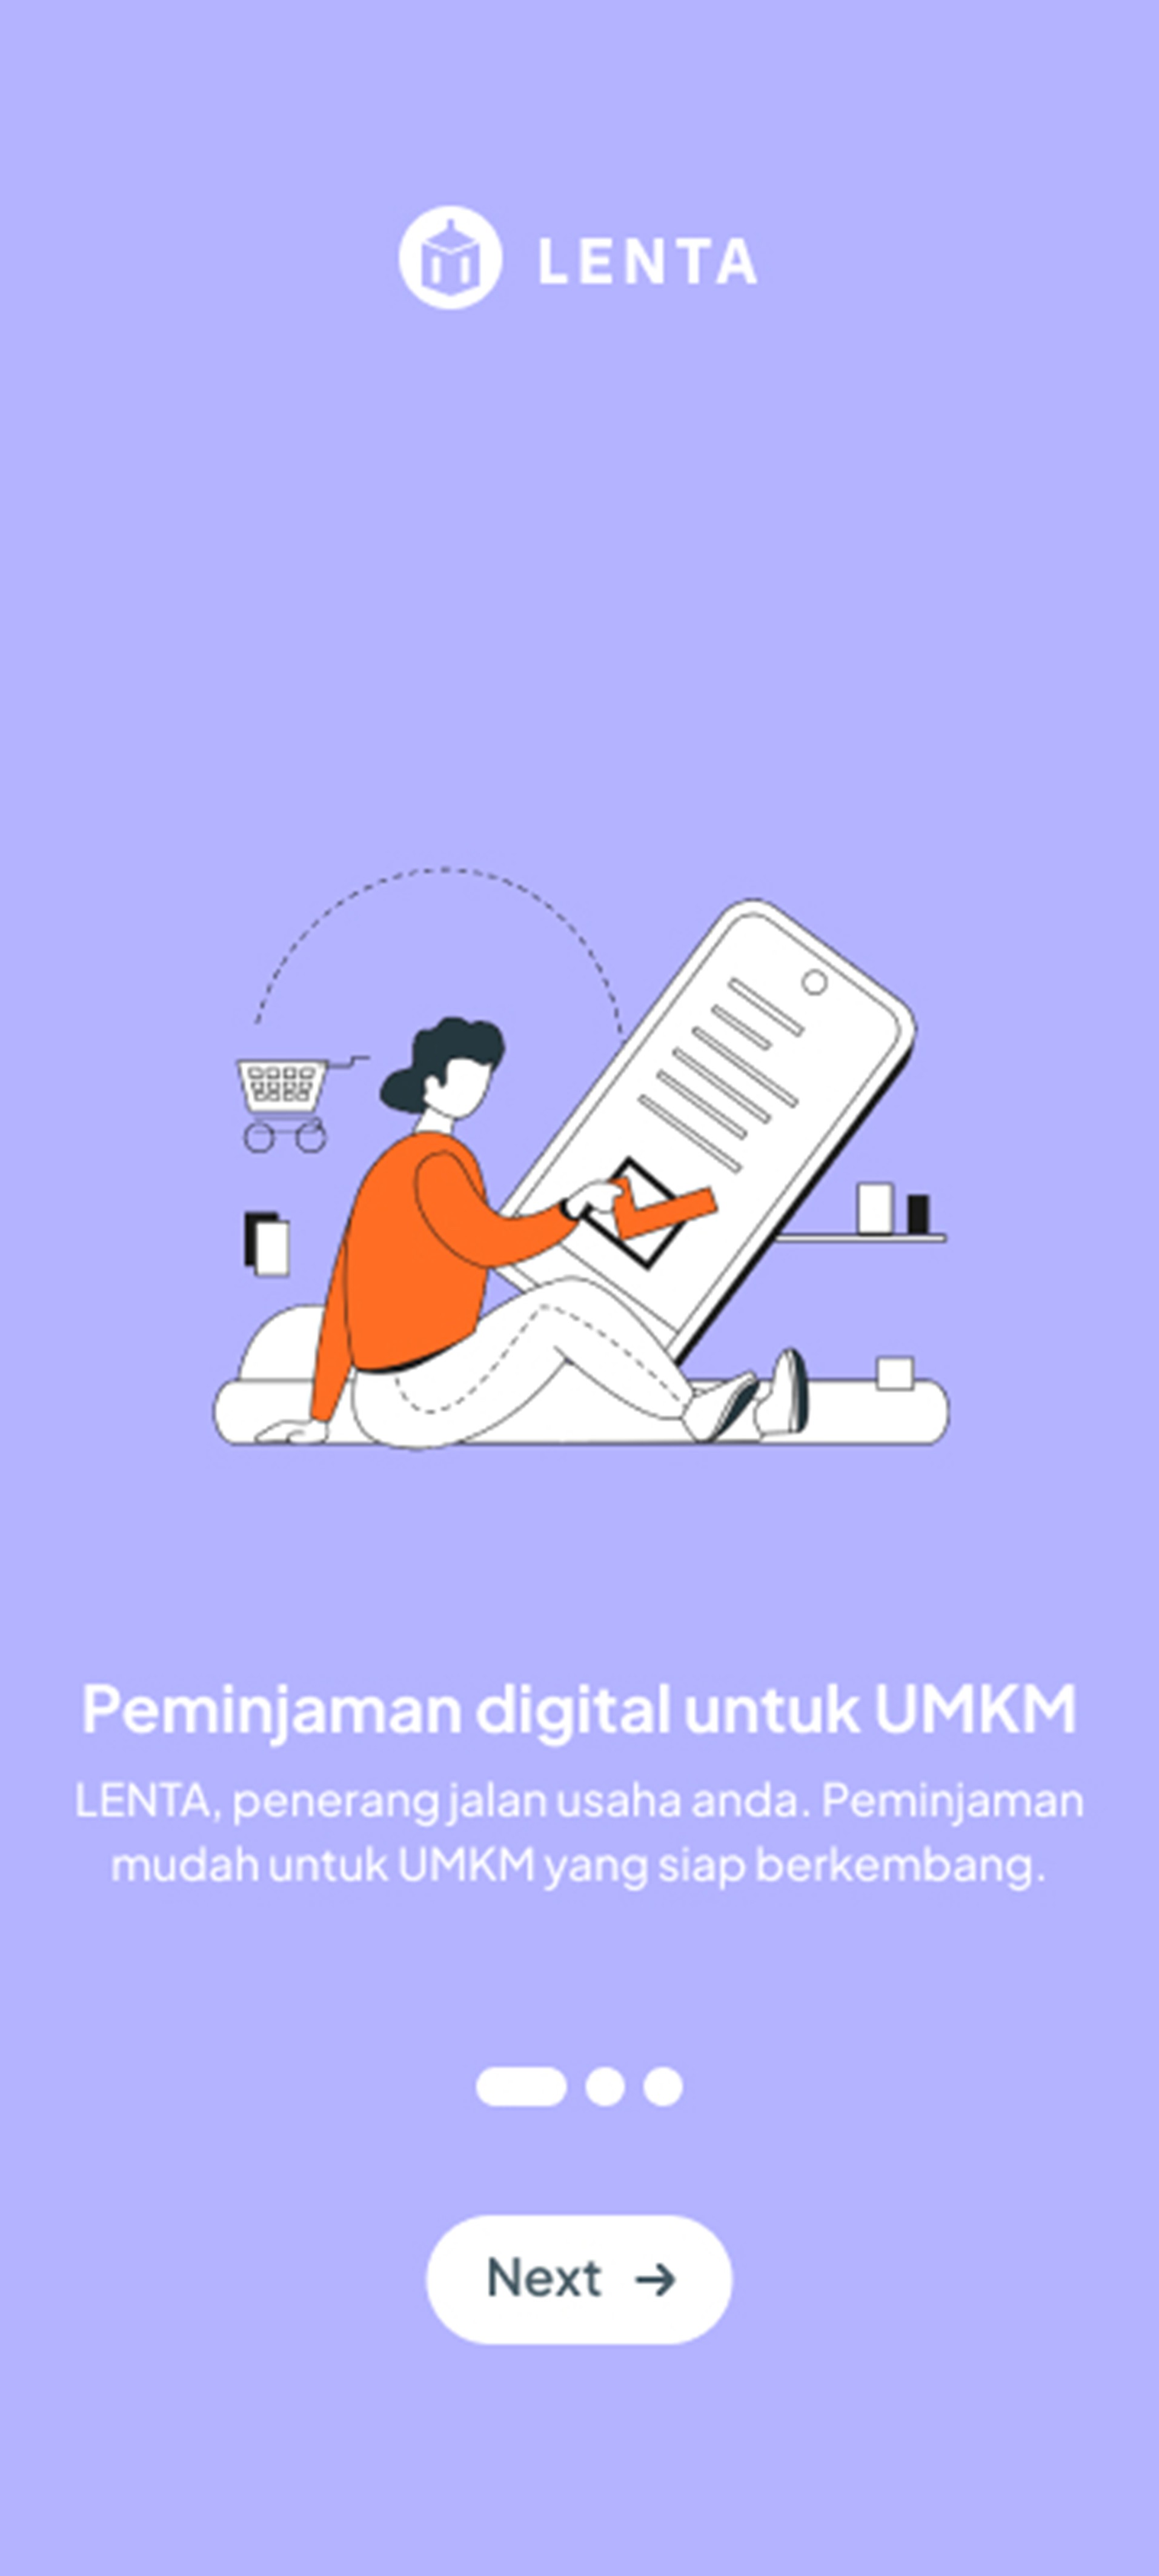 LENTA
Peminjaman digital untuk UMKM
LENTA, penerang jalan usaha anda. Peminjaman
mudah untuk UMKM yang siap berkembang.
Next →